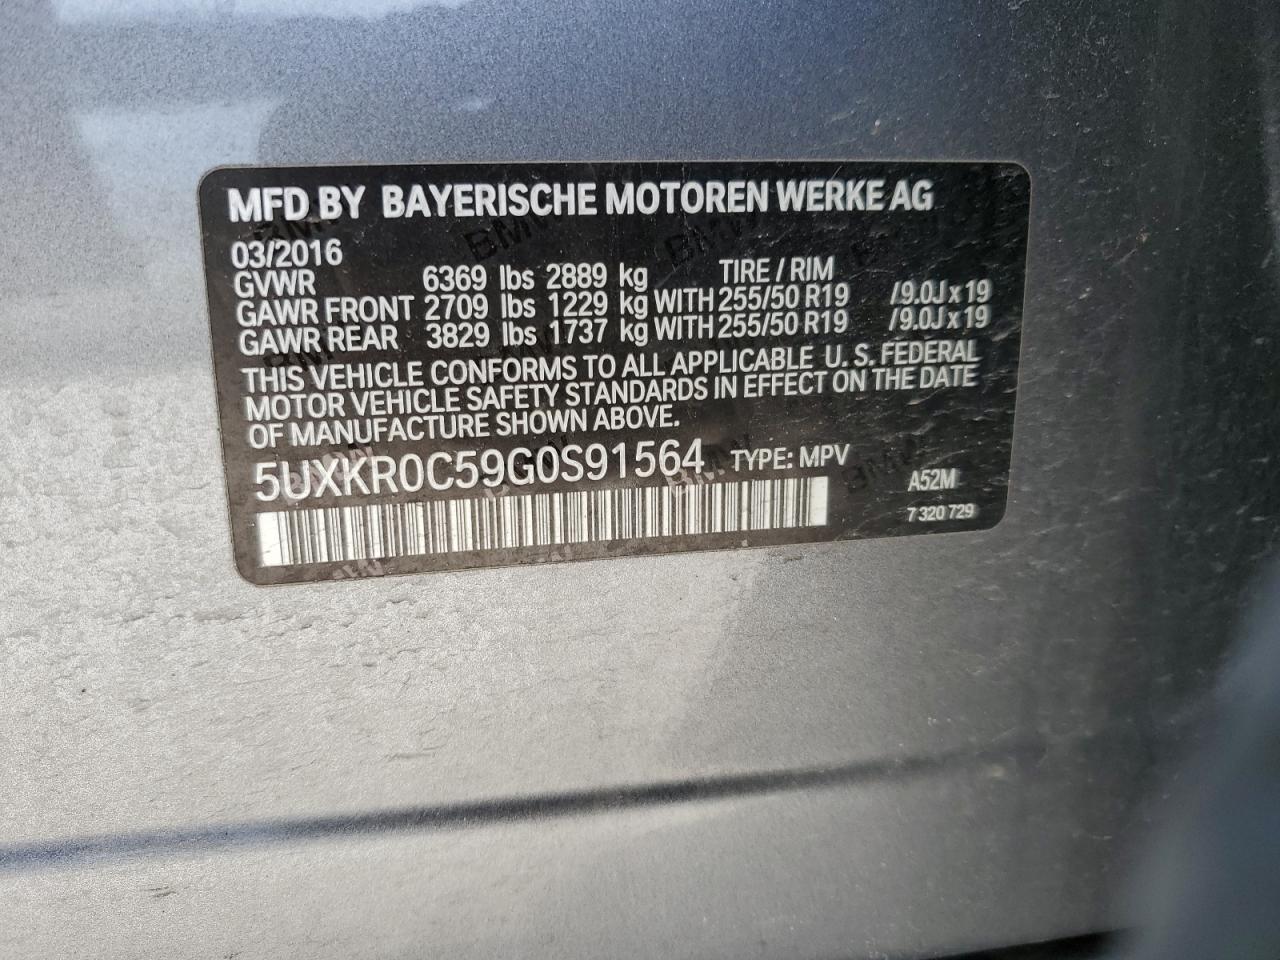 MFD BY BAYERISCHE MOTOREN WERKE AG
03/2016
GVWR 6369 lbs 2889 kg TIRE / RIM
GAWR FRONT 2709 lbs 1229 kg WITH 255/50 R19 /9.0J x 19
GAWR REAR 3829 lbs 1737 kg WITH 255/50 R19 /9.0J x 19
THIS VEHICLE CONFORMS TO ALL APPLICABLE U. S. FEDERAL
MOTOR VEHICLE SAFETY STANDARDS IN EFFECT ON THE DATE
OF MANUFACTURE SHOWN ABOVE.
5UXKR0C59G0S91564 TYPE: MPV
A52M
7 320 729